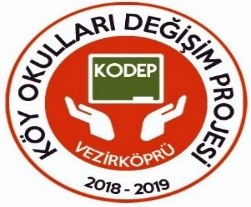 KÖY OKULLARI DEĞİŞİM PROJESİ
KODEP
VEZİRKÖPRÜ
2018 - 2019